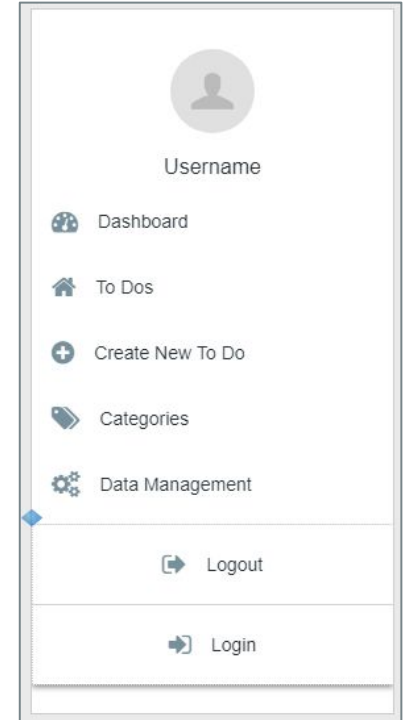 Username
Dashboard
To Dos
Create New To Do
Categories
Data Management
Logout
Login